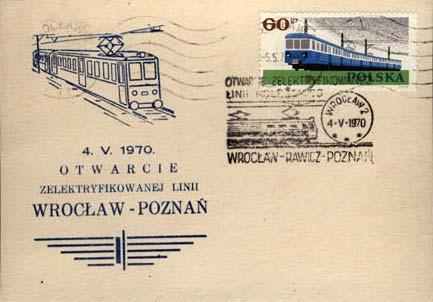 60 GR
POLSKA
OTWARCIE ZELEKTRYFIKOWANEJ
LINII
WROCŁAW 2
4-V-1970
WROCŁAW-RAWICZ-POZNAŃ
4. V. 1970.
OTWARCIE
ZELEKTRYFIKOWANEJ LINII
WROCŁAW - POZNAŃ